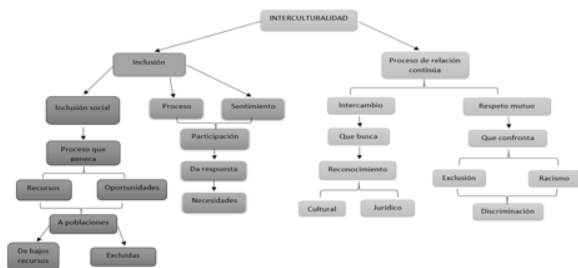 INTERCULTURALIDAD
Inclusión
Proceso de relación
continúa
Inclusión social
Proceso
Sentimiento
Intercambio
Respeto mutuo
Participación
Que busca
Que confronta
Proceso que
aenera
Da respuesta
Reconocimiento
Recursos
Oportunidades
Exclusión
Racismo
Necesidades
Cultural
Jurídico
Discriminación
A poblaciones
De bajos
recursos
Excluidas